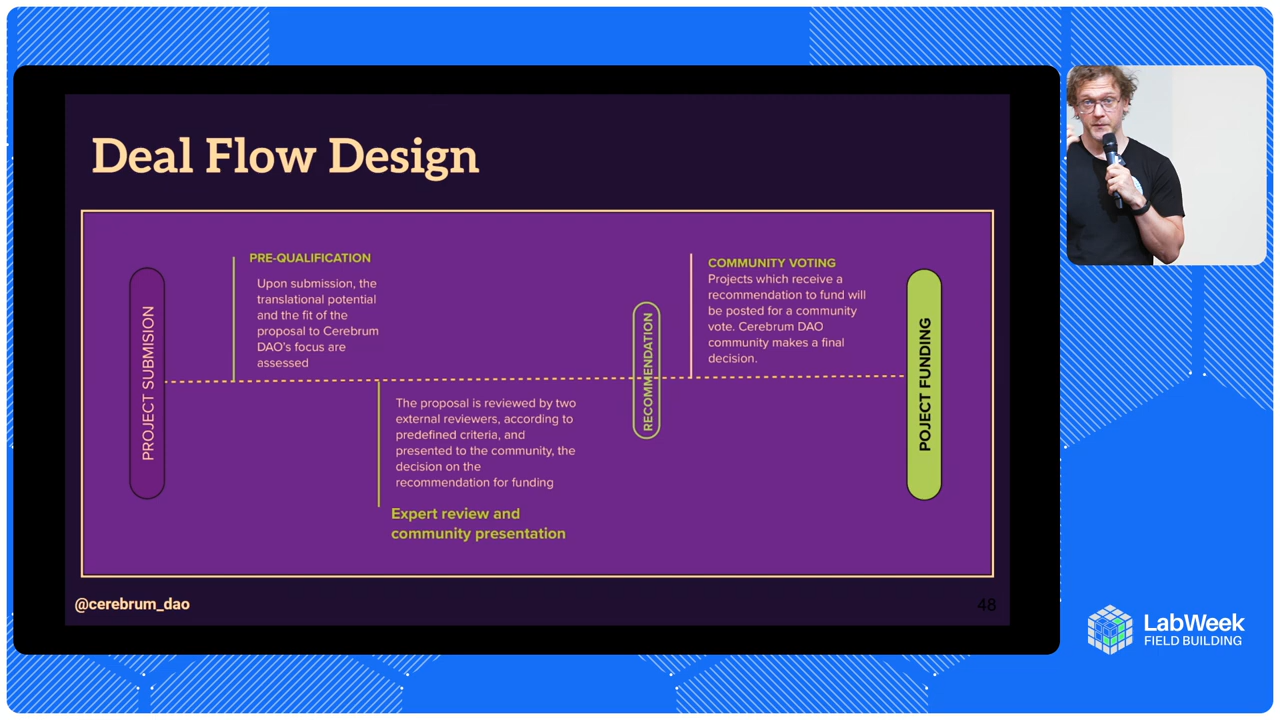 Deal Flow Design
PROJECT SUBMISION
PRE-QUALIFICATION
Upon submission, the
translational potential
and the fit of the
proposal to Cerebrum
DAO's focus are
assessed
The proposal is reviewed by two
external reviewers, according to
predefined criteria, and
presented to the community, the
decision on the
recommendation for funding
Expert review and
community presentation
RECOMMENDATION
COMMUNITY VOTING
Projects which receive a
recommendation to fund will
be posted for a community
vote. Cerebrum DAO
community makes a final
decision.
POJECT FUNDING
@cerebrum_dao
48
LabWeek
FIELD BUILDING